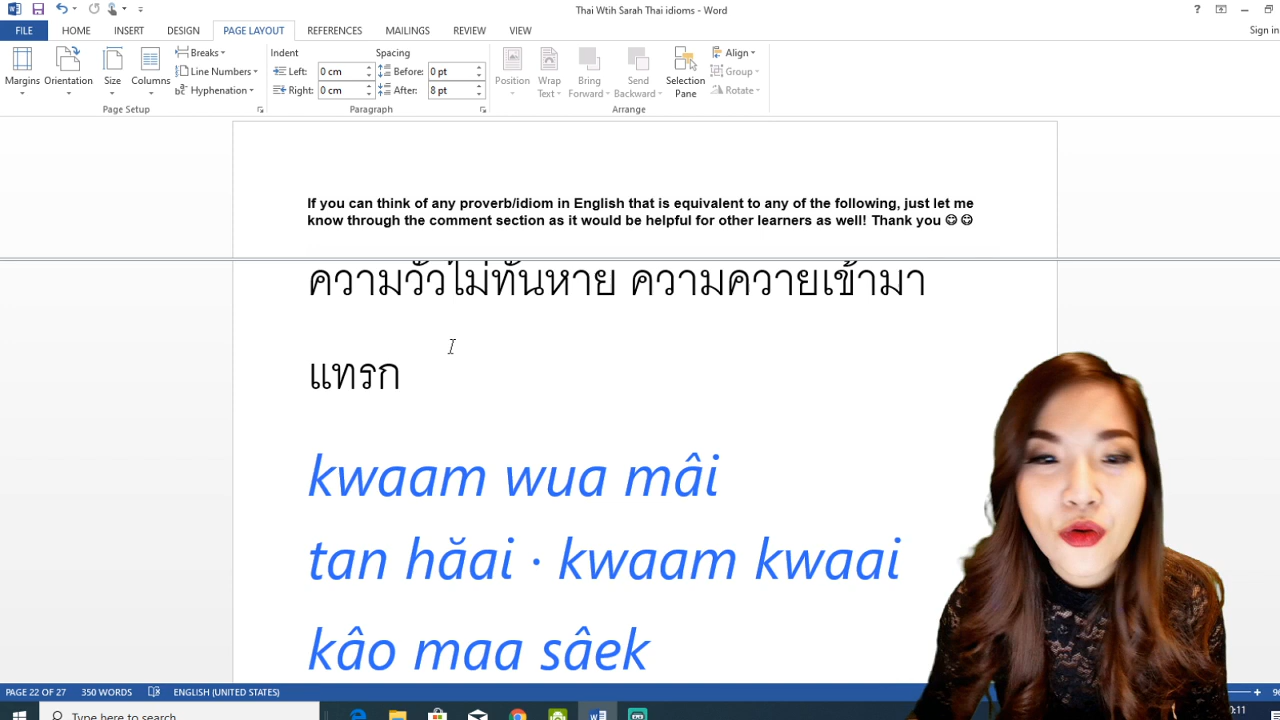 Thai Wtih Sarah Thai idioms - Word
Sign in
FILE HOME INSERT DESIGN PAGE LAYOUT REFERENCES MAILINGS REVIEW VIEW
Margins Orientation Size Columns
Breaks
Line Numbers
Hyphenation
Page Setup
Indent
Left: 0 cm
Right: 0 cm
Spacing
Before: 0 pt
After: 8 pt
Paragraph
Position
Wrap Text
Bring Forward
Send Backward
Selection Pane
Align
Group
Rotate
Arrange
If you can think of any proverb/idiom in English that is equivalent to any of the following, just let me
know through the comment section as it would be helpful for other learners as well! Thank you 😊 😊
ความวัวไม่ทันหาย ความควายเข้ามา
แทรก
kwaam wua mâi
tan hăai · kwaam kwaai
kâo maa sâek
PAGE 22 OF 27 350 WORDS ENGLISH (UNITED STATES)
Type here to search